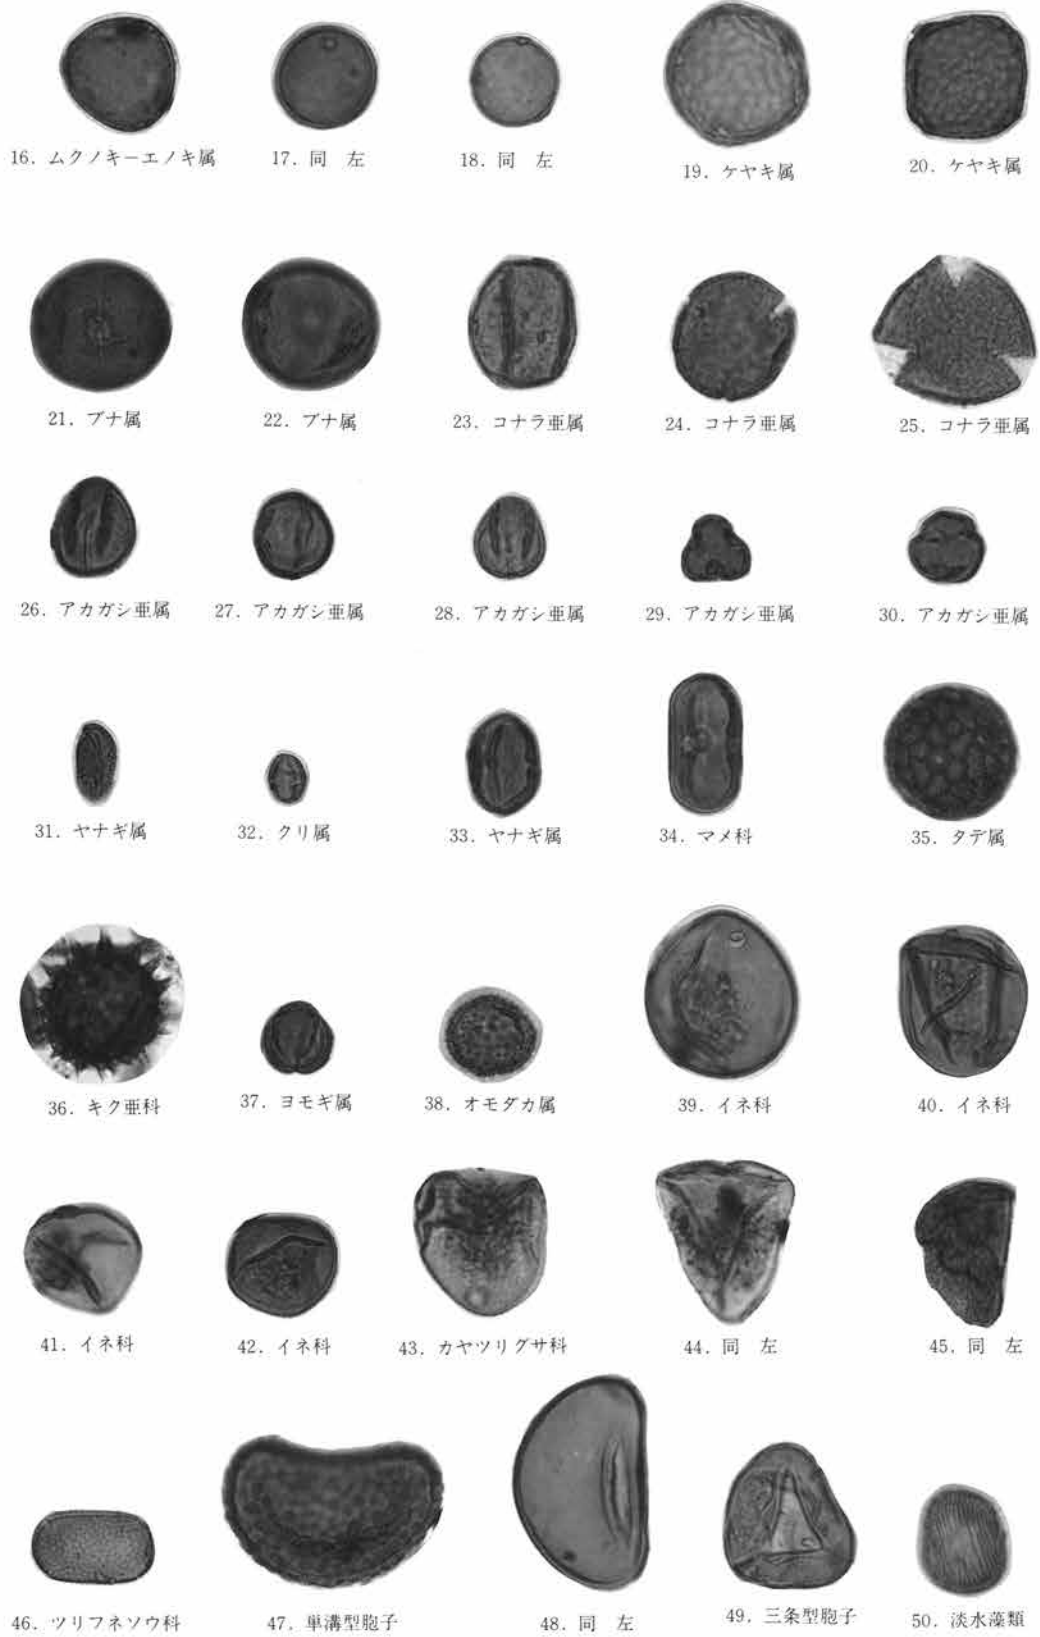 16. ムクノキーエノキ属
17. 同 左
18. 同 左
19. ケヤキ属
20. ケヤキ属
21. ブナ属
22. ブナ属
23. コナラ亜属
24. コナラ亜属
25. コナラ亜属
26. アカガシ亜属
27. アカガシ亜属
28. アカガシ亜属
29. アカガシ亜属
30. アカガシ亜属
31. ヤナギ属
32. クリ属
33. ヤナギ属
34. マメ科
35. タデ属
36. キク亜科
37. ヨモギ属
38. オモダカ属
39. イネ科
40. イネ科
41. イネ科
42. イネ科
43. カヤツリグサ科
44. 同 左
45. 同 左
46. ツリフネソウ科
47. 単溝型胞子
48. 同 左
49. 三条型胞子
50. 淡水藻類